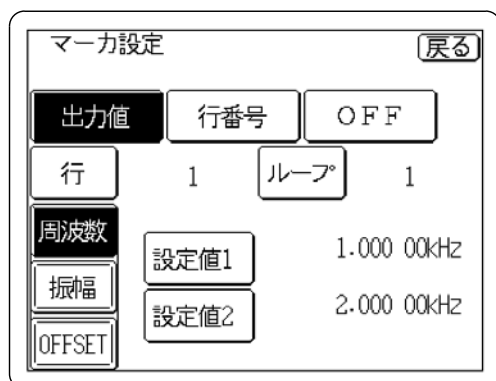 マーカ設定 戻る
出力値 行番号 OFF
行 1 ループ 1
周波数
設定値1 1.000 00kHz
振幅
設定値2 2.000 00kHz
OFFSET